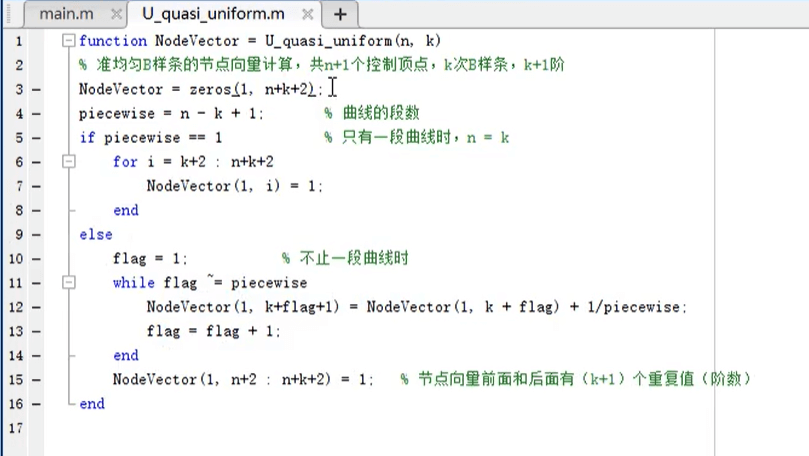 main.m × U_quasi_uniform.m × +
1 function NodeVector = U_quasi_uniform(n, k)
2 % 准均匀B样条的节点向量计算，共n+1个控制顶点，k次B样条，k+1阶
3 — NodeVector = zeros(1, n+k+2);
4 — piecewise = n - k + 1; % 曲线的段数
5 — if piecewise == 1 % 只有一段曲线时，n = k
6 — for i = k+2 : n+k+2
7 — NodeVector(1, i) = 1;
8 — end
9 — else
10 — flag = 1; % 不止一段曲线时
11 — while flag ~= piecewise
12 — NodeVector(1, k+flag+1) = NodeVector(1, k + flag) + 1/piecewise;
13 — flag = flag + 1;
14 — end
15 — NodeVector(1, n+2 : n+k+2) = 1; % 节点向量前面和后面有（k+1）个重复值（阶数）
16 — end
17